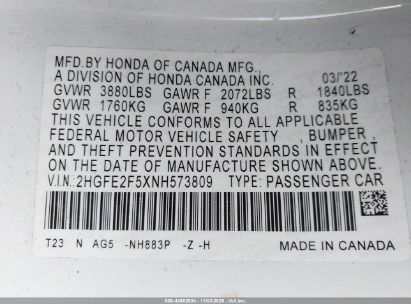 MFD.BY HONDA OF CANADA MFG.,
A DIVISION OF HONDA CANADA INC. 03/'22
GVWR 3880LBS GAWR F 2072LBS R 1840LBS
GVWR 1760KG GAWR F 940KG R 835KG
THIS VEHICLE CONFORMS TO ALL APPLICABLE
FEDERAL MOTOR VEHICLE SAFETY , BUMPER ,
AND THEFT PREVENTION STANDARDS IN EFFECT
ON THE DATE OF MANUFACTURE SHOWN ABOVE.
V.I.N.: 2HGFE2F5XNH573809 TYPE: PASSENGER CAR
T23 N AG5 -NH883P -Z -H MADE IN CANADA